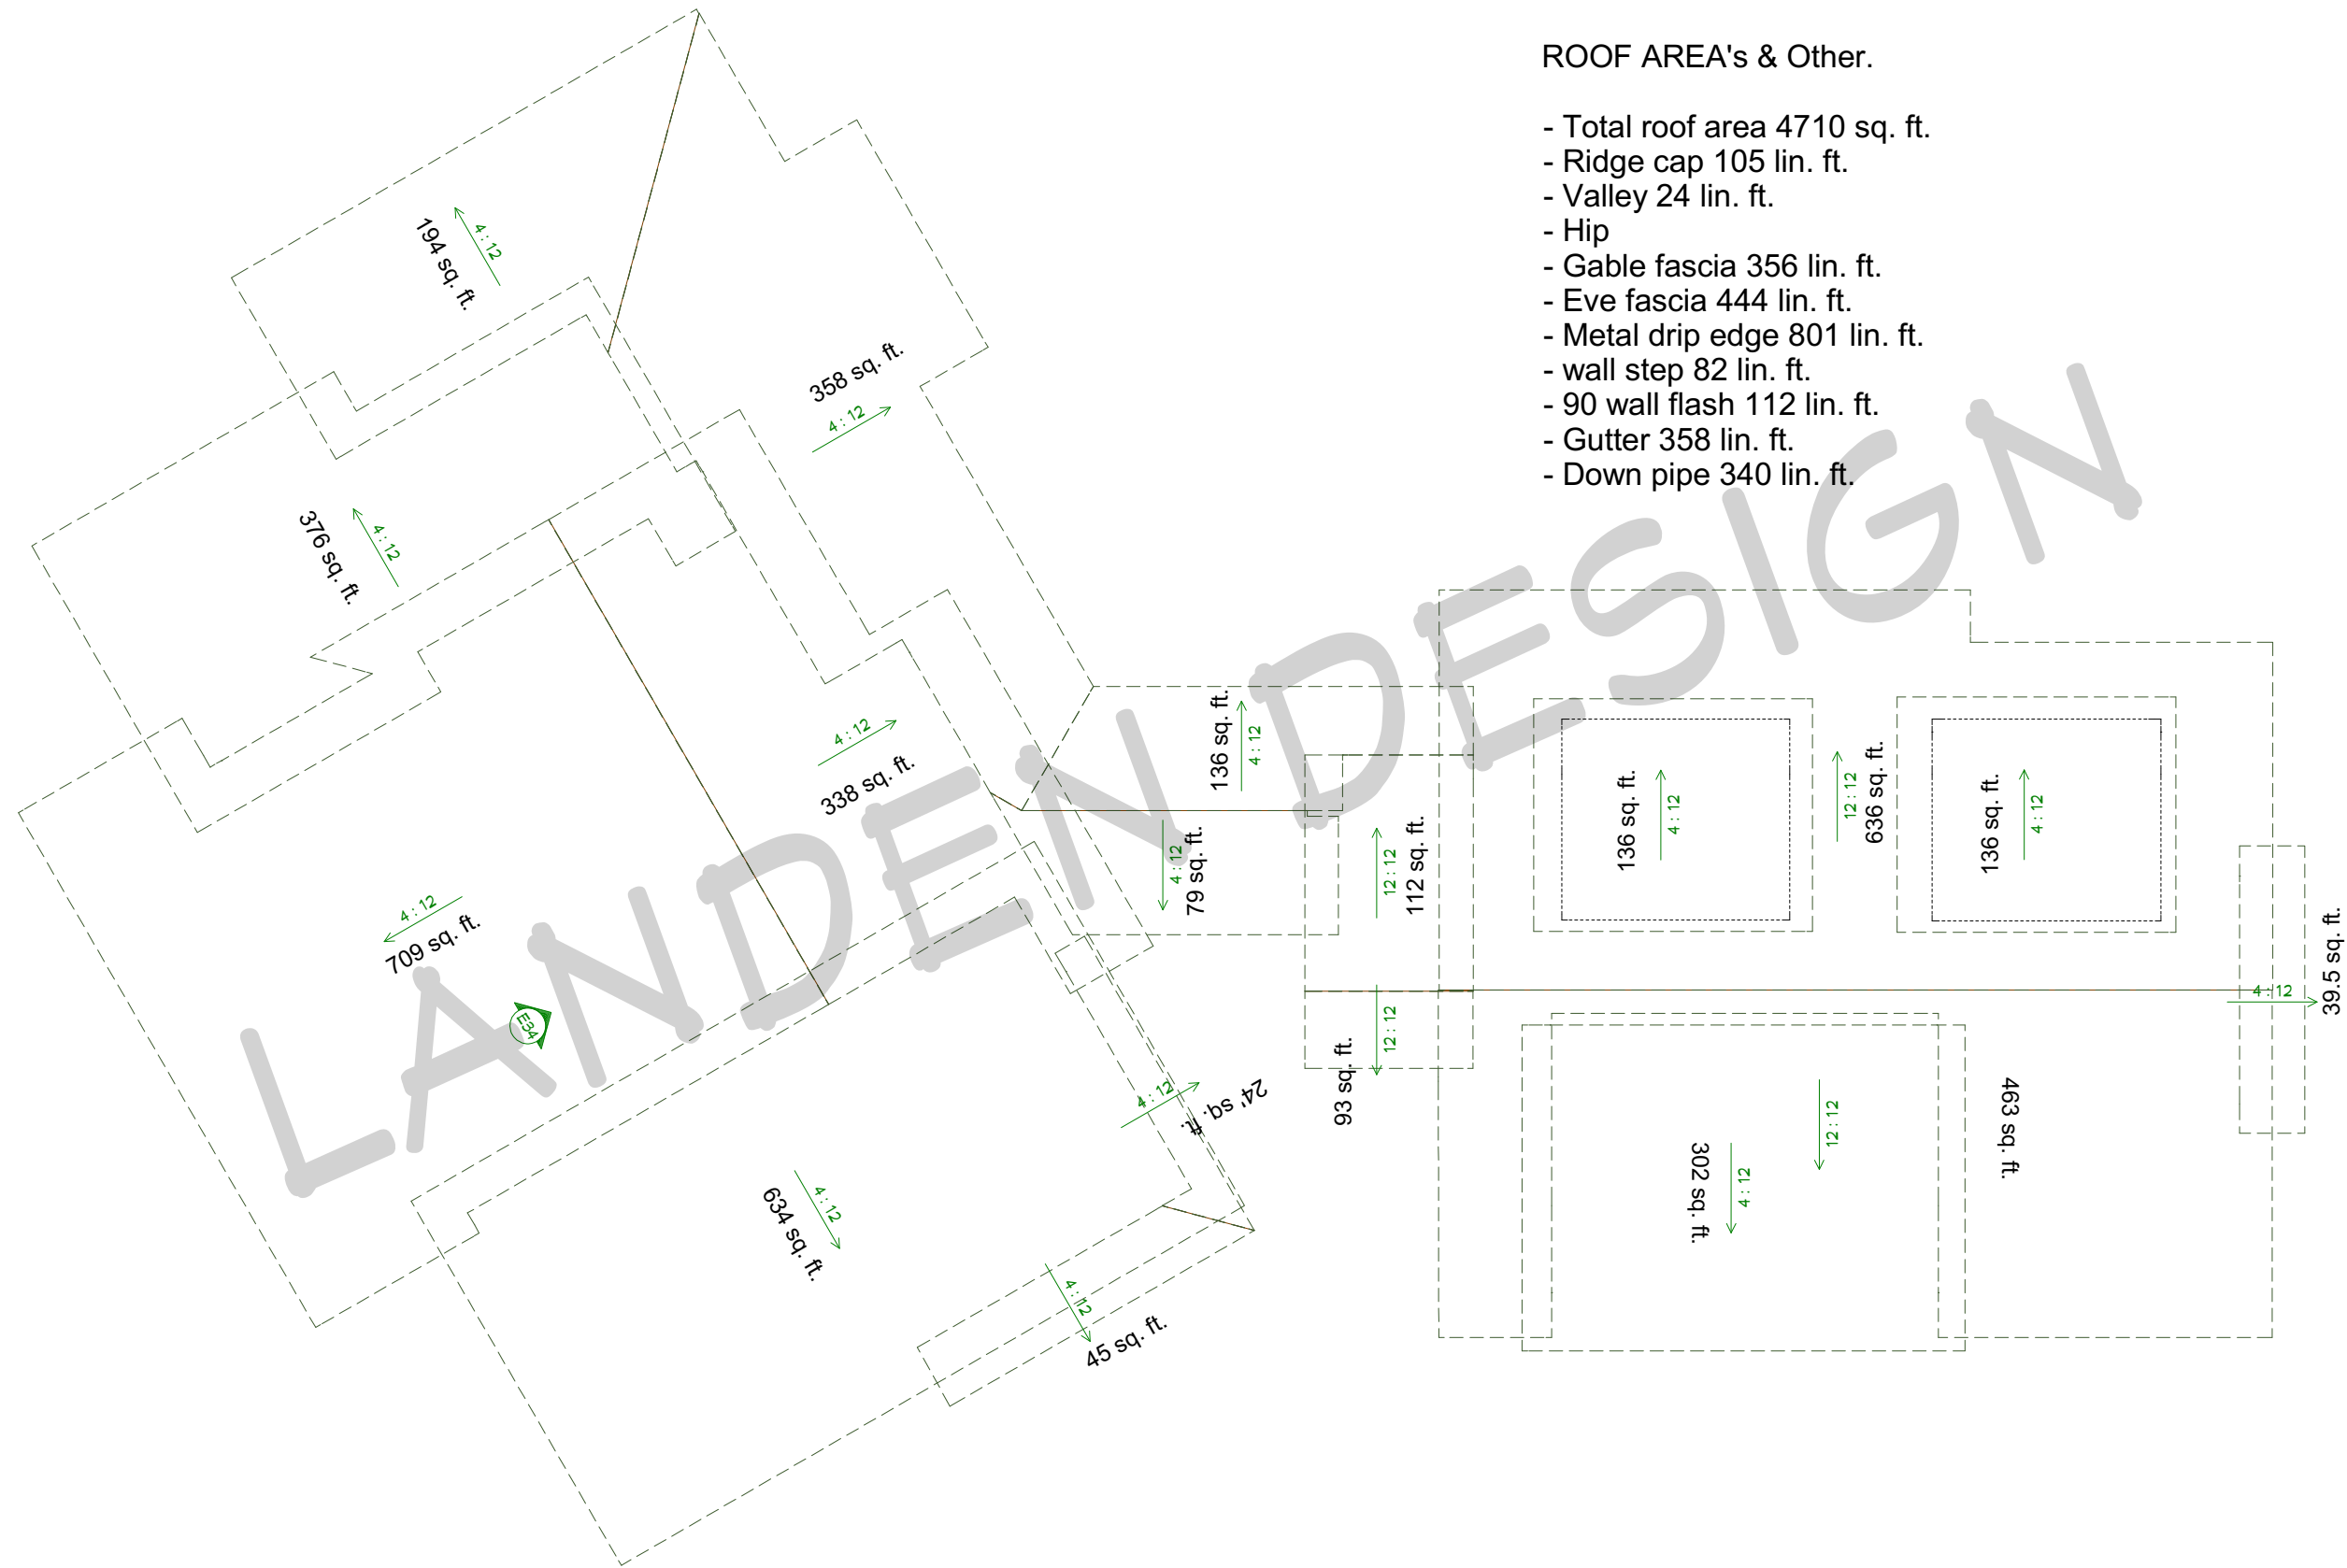 ROOF AREA's & Other.
- Total roof area 4710 sq. ft.
- Ridge cap 105 lin. ft.
- Valley 24 lin. ft.
- Hip
- Gable fascia 356 lin. ft.
- Eve fascia 444 lin. ft.
- Metal drip edge 801 lin. ft.
- wall step 82 lin. ft.
- 90 wall flash 112 lin. ft.
- Gutter 358 lin. ft.
- Down pipe 340 lin. ft.
194 sq. ft.
4 : 12
358 sq. ft.
4 : 12
376 sq. ft.
4 : 12
338 sq. ft.
4 : 12
709 sq. ft.
4 : 12
E34
634 sq. ft.
4 : 12
24' sq. ft.
4 : 12
45 sq. ft.
4 : 12
136 sq. ft.
4 : 12
79 sq. ft.
4 : 12
112 sq. ft.
12 : 12
93 sq. ft.
12 : 12
136 sq. ft.
4 : 12
636 sq. ft.
12 : 12
136 sq. ft.
4 : 12
39.5 sq. ft.
4 : 12
302 sq. ft.
4 : 12
12 : 12
463 sq. ft.
LANDEN DESIGN